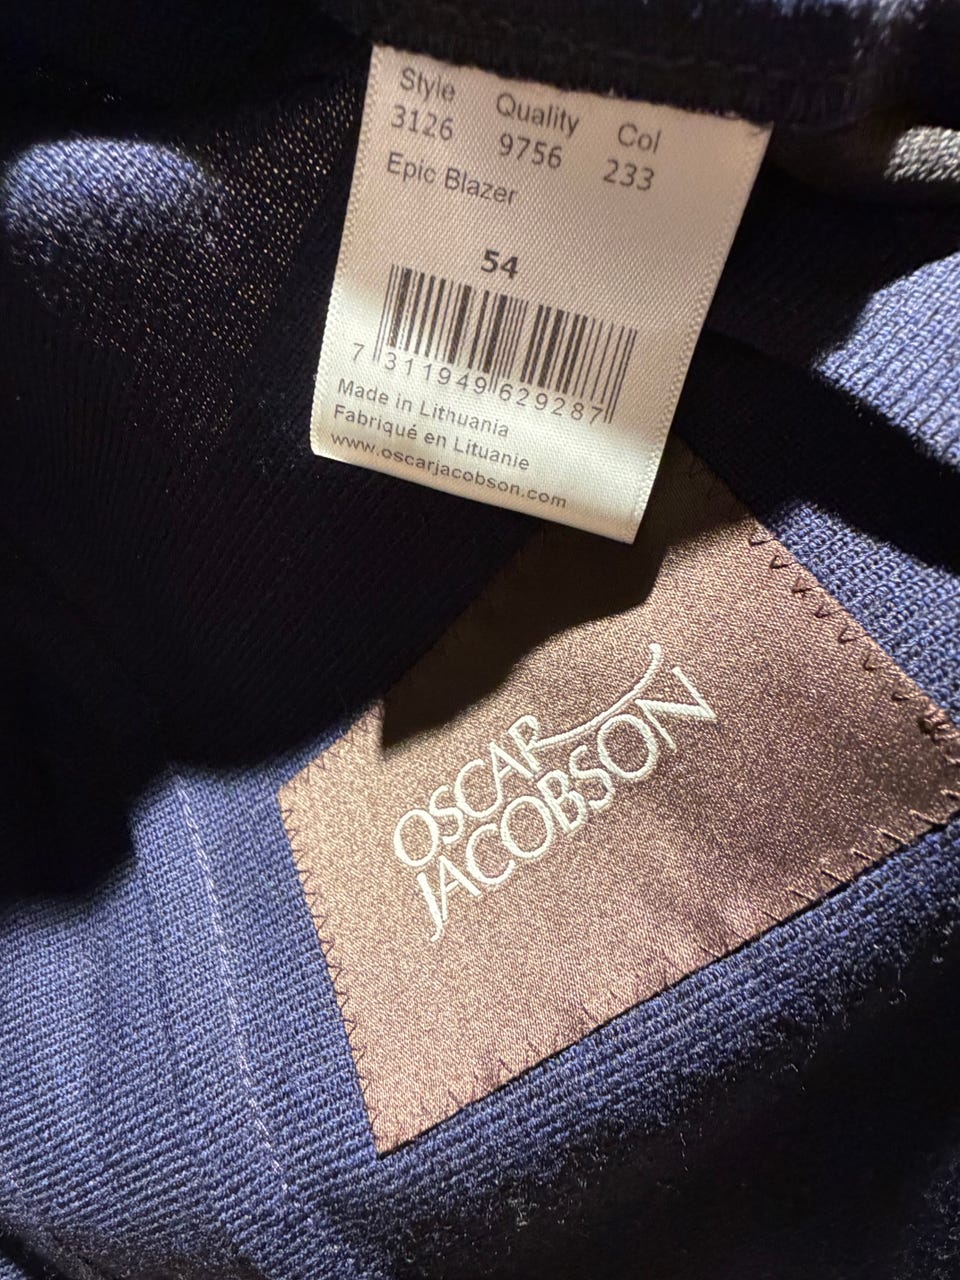 Style Quality Col
3126 9756 233
Epic Blazer
54
7 311949 629287
Made in Lithuania
Fabriqué en Lituanie
www.oscarjacobson.com
OSCAR
JACOBSON